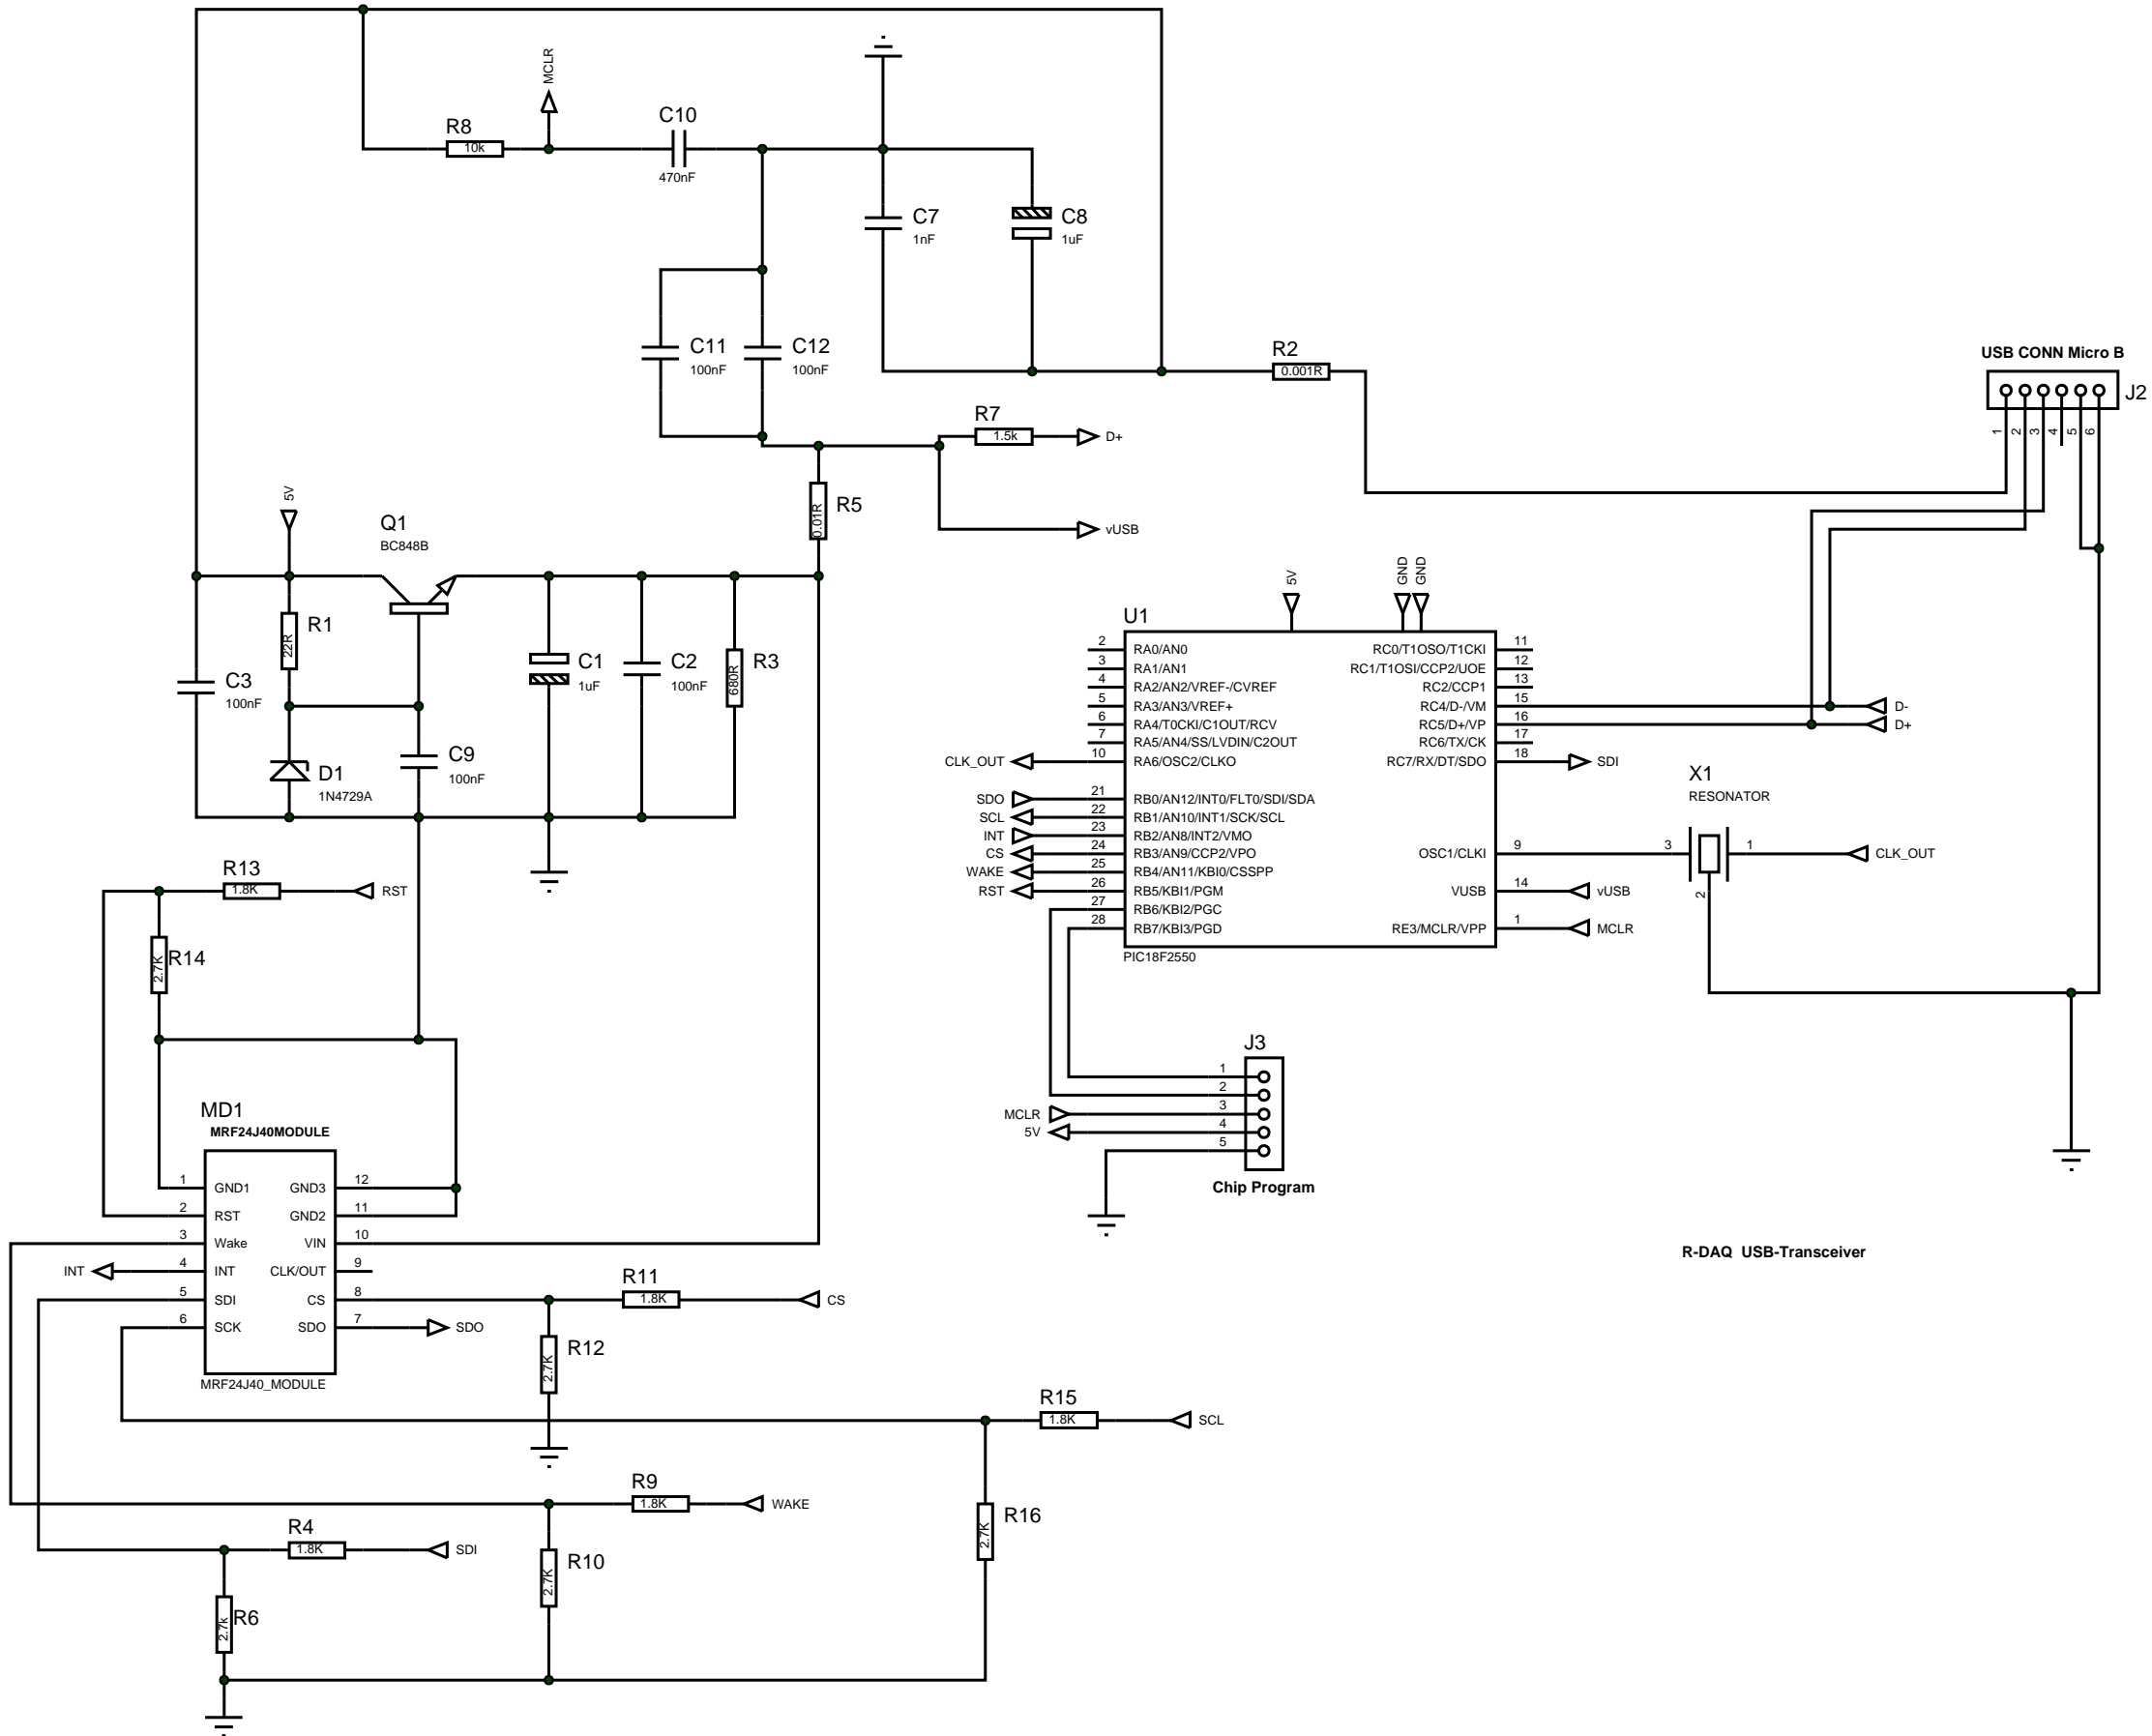 MCLR
R8
10k
C10
470nF
C7
1nF
C8
1uF
C11
100nF
C12
100nF
R2
0.001R
USB CONN Micro B
J2
1
2
3
4
5
6
R7
1.5k
D+
vUSB
R5
0.01R
5V
Q1
BC848B
R1
22R
C3
100nF
D1
1N4729A
C9
100nF
C1
1uF
C2
100nF
R3
680R
5V
GND
GND
U1
2
RA0/AN0
3
RA1/AN1
4
RA2/AN2/VREF-/CVREF
5
RA3/AN3/VREF+
6
RA4/T0CKI/C1OUT/RCV
7
RA5/AN4/SS/LVDIN/C2OUT
CLK_OUT
10
RA6/OSC2/CLKO
SDO
21
RB0/AN12/INT0/FLT0/SDI/SDA
SCL
22
RB1/AN10/INT1/SCK/SCL
INT
23
RB2/AN8/INT2/VMO
CS
24
RB3/AN9/CCP2/VPO
WAKE
25
RB4/AN11/KBI0/CSSPP
RST
26
RB5/KBI1/PGM
27
RB6/KBI2/PGC
28
RB7/KBI3/PGD
RC0/T1OSO/T1CKI
11
RC1/T1OSI/CCP2/UOE
12
RC2/CCP1
13
RC4/D-/VM
15
D-
RC5/D+/VP
16
D+
RC6/TX/CK
17
RC7/RX/DT/SDO
18
SDI
OSC1/CLKI
9
VUSB
14
vUSB
RE3/MCLR/VPP
1
MCLR
PIC18F2550
X1
RESONATOR
3
1
2
CLK_OUT
R13
1.8K
RST
R14
2.7K
J3
1
2
MCLR
3
5V
4
5
Chip Program
MD1
MRF24J40MODULE
1
GND1
2
RST
3
Wake
INT
4
INT
5
SDI
6
SCK
GND3
12
GND2
11
VIN
10
CLK/OUT
9
CS
8
SDO
7
SDO
MRF24J40_MODULE
R11
1.8K
CS
R12
2.7K
R-DAQ  USB-Transceiver
R15
1.8K
SCL
R9
1.8K
WAKE
R16
2.7K
R4
1.8K
SDI
R10
2.7K
R6
2.7k